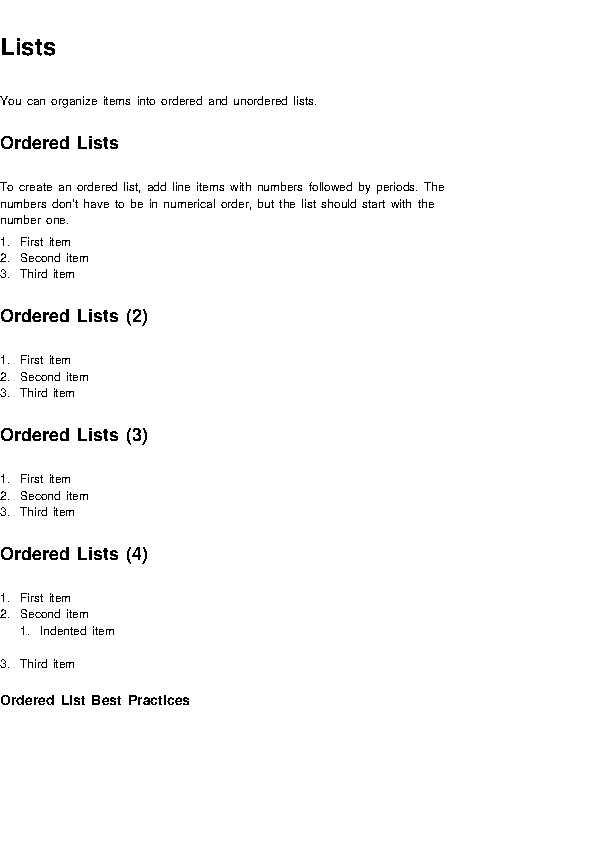 Lists
You can organize items into ordered and unordered lists.
Ordered Lists
To create an ordered list, add line items with numbers followed by periods. The
numbers don't have to be in numerical order, but the list should start with the
number one.
1. First item
2. Second item
3. Third item
Ordered Lists (2)
1. First item
2. Second item
3. Third item
Ordered Lists (3)
1. First item
2. Second item
3. Third item
Ordered Lists (4)
1. First item
2. Second item
1. Indented item
3. Third item
Ordered List Best Practices